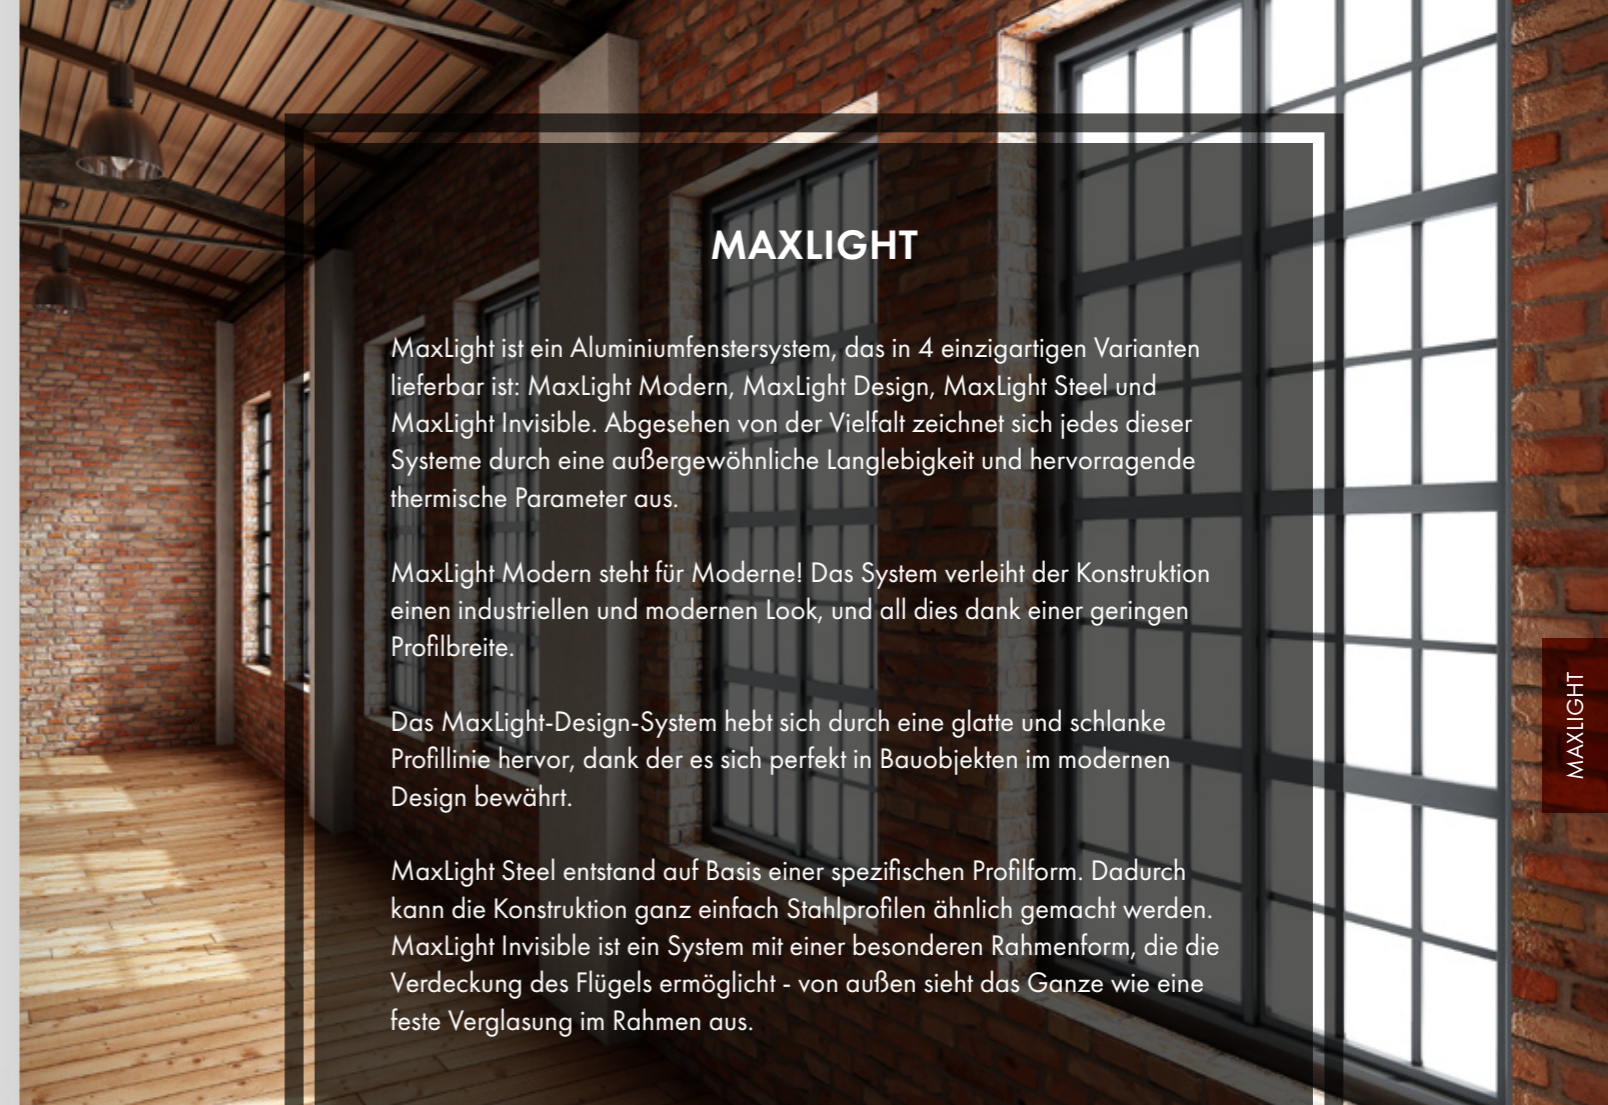 MAXLIGHT
MaxLight ist ein Aluminiumfenstersystem, das in 4 einzigartigen Varianten
lieferbar ist: MaxLight Modern, MaxLight Design, MaxLight Steel und
MaxLight Invisible. Abgesehen von der Vielfalt zeichnet sich jedes dieser
Systeme durch eine außergewöhnliche Langlebigkeit und hervorragende
thermische Parameter aus.
MaxLight Modern steht für Moderne! Das System verleiht der Konstruktion
einen industriellen und modernen Look, und all dies dank einer geringen
Profilbreite.
Das MaxLight-Design-System hebt sich durch eine glatte und schlanke
Profillinie hervor, dank der es sich perfekt in Bauobjekten im modernen
Design bewährt.
MaxLight Steel entstand auf Basis einer spezifischen Profilform. Dadurch
kann die Konstruktion ganz einfach Stahlprofilen ähnlich gemacht werden.
MaxLight Invisible ist ein System mit einer besonderen Rahmenform, die die
Verdeckung des Flügels ermöglicht - von außen sieht das Ganze wie eine
feste Verglasung im Rahmen aus.
MAXLIGHT